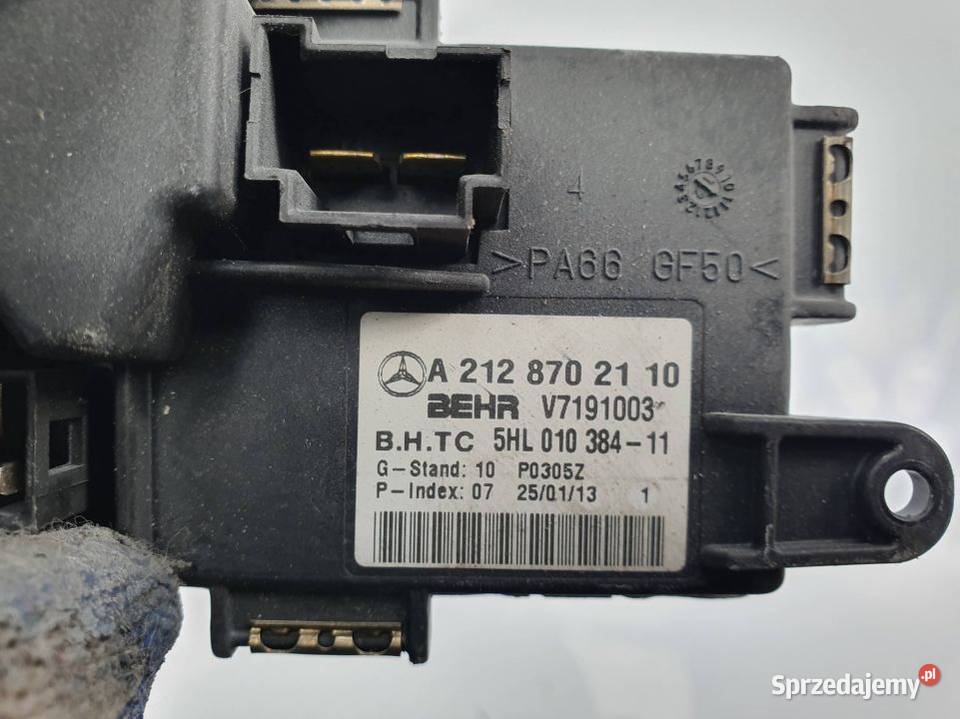 4
>PA66 GF50<
A 212 870 21 10
BEHR V7191003
B.H.TC 5HL 010 384-11
G-Stand: 10 P0305Z
P-Index: 07 25/01/13 1
Sprzedajemy.pl